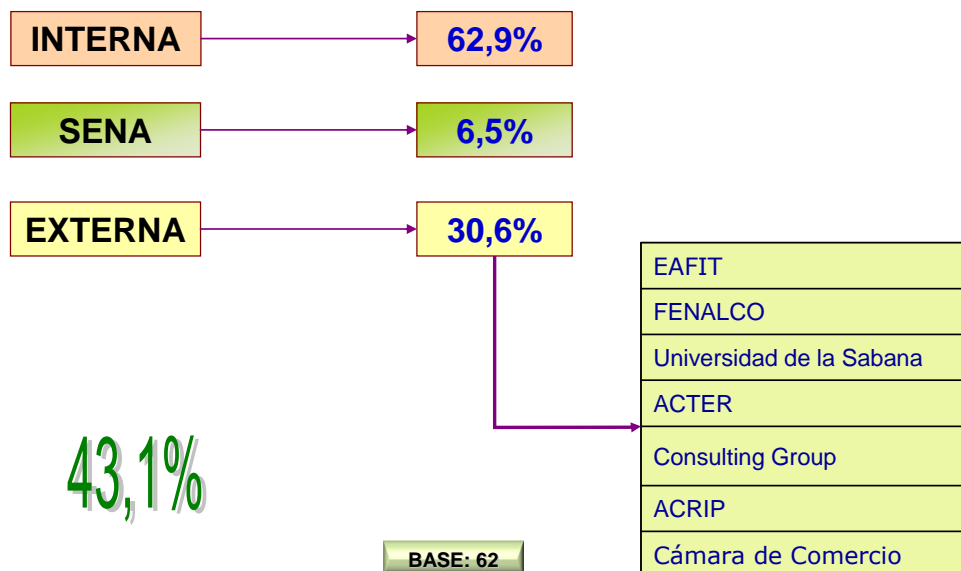 INTERNA 62,9%
SENA 6,5%
EXTERNA 30,6%
EAFIT
FENALCO
Universidad de la Sabana
ACTER
Consulting Group
ACRIP
Cámara de Comercio
43,1%
BASE: 62